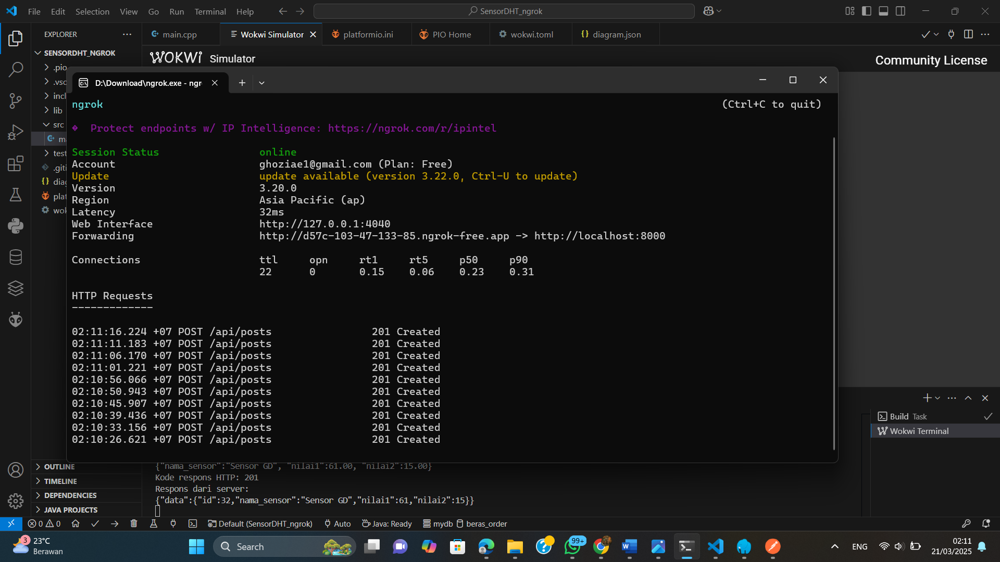 File Edit Selection View Go Run Terminal Help
SensorDHT_ngrok
EXPLORER
main.cpp
Wokwi Simulator
platformio.ini
PIO Home
wokwi.toml
diagram.json
SENSORDHT_NGROK
WOKWI Simulator
Community License
.pio
.vsc
incl
lib
src
ma
test
.giti
diag
plat
wok
D:\Download\ngrok.exe - ngr
ngrok (Ctrl+C to quit)
Protect endpoints w/ IP Intelligence: https://ngrok.com/r/ipintel
Session Status online
Account ghoziae1@gmail.com (Plan: Free)
Update update available (version 3.22.0, Ctrl-U to update)
Version 3.20.0
Region Asia Pacific (ap)
Latency 32ms
Web Interface http://127.0.0.1:4040
Forwarding http://d57c-103-47-133-85.ngrok-free.app -> http://localhost:8000
Connections ttl opn rt1 rt5 p50 p90
22 0 0.15 0.06 0.23 0.31
HTTP Requests
-------------
02:11:16.224 +07 POST /api/posts 201 Created
02:11:11.183 +07 POST /api/posts 201 Created
02:11:06.170 +07 POST /api/posts 201 Created
02:11:01.221 +07 POST /api/posts 201 Created
02:10:56.066 +07 POST /api/posts 201 Created
02:10:50.943 +07 POST /api/posts 201 Created
02:10:45.907 +07 POST /api/posts 201 Created
02:10:39.436 +07 POST /api/posts 201 Created
02:10:33.156 +07 POST /api/posts 201 Created
02:10:26.621 +07 POST /api/posts 201 Created
Build Task
Wokwi Terminal
OUTLINE
TIMELINE
DEPENDENCIES
JAVA PROJECTS
{"nama_sensor":"Sensor GD", "nilai1":61.00, "nilai2":15.00}
Kode respons HTTP: 201
Respons dari server:
{"data":{"id":32,"nama_sensor":"Sensor GD","nilai1":61,"nilai2":15}}
0 0 Default (SensorDHT_ngrok) Auto Java: Ready mydb beras_order
3
23°C
Berawan
Search
99+
ENG
02:11
21/03/2025